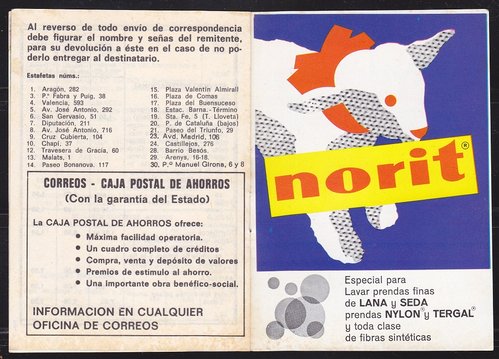 Al reverso de todo envío de correspondencia
debe figurar el nombre y señas del remitente,
para su devolución a éste en el caso de no po-
derlo entregar al destinatario.
Estafetas núms.:
1. Aragón, 282
3. P.º Fabra y Puig, 38
4. Valencia, 593
5. Av. José Antonio, 292
6. San Gervasio, 51
7. Diputación, 211
8. Av. José Antonio, 716
9. Cruz Cubierta, 104
10. Chapí, 37
11. Travesera de Gracia, 60
13. Malats, 1
14. Paseo Bonanova, 117
15. Plaza Valentín Almirall
16. Plaza de Comas
17. Plaza del Buensuceso
18. Estac. Barna. -Término
19. Sta. Fe, 5 (T. Lloveta)
20. P. de Cataluña (bajos)
21. Paseo del Triunfo, 29
23. Avd. Madrid, 106
24. Castillejos, 276
28. Barrio Besós.
29. Arenys, 16-18.
30. P.º Manuel Girona, 6 y 8
CORREOS - CAJA POSTAL DE AHORROS
(Con la garantía del Estado)
La CAJA POSTAL DE AHORROS ofrece:
• Máxima facilidad operatoria.
• Un cuadro completo de créditos
• Compra, venta y depósito de valores
• Premios de estímulo al ahorro.
• Una importante obra benéfico-social.
INFORMACION EN CUALQUIER
OFICINA DE CORREOS
norit®
Especial para
Lavar prendas finas
de LANA y SEDA
prendas NYLON y TERGAL®
y toda clase
de fibras sintéticas